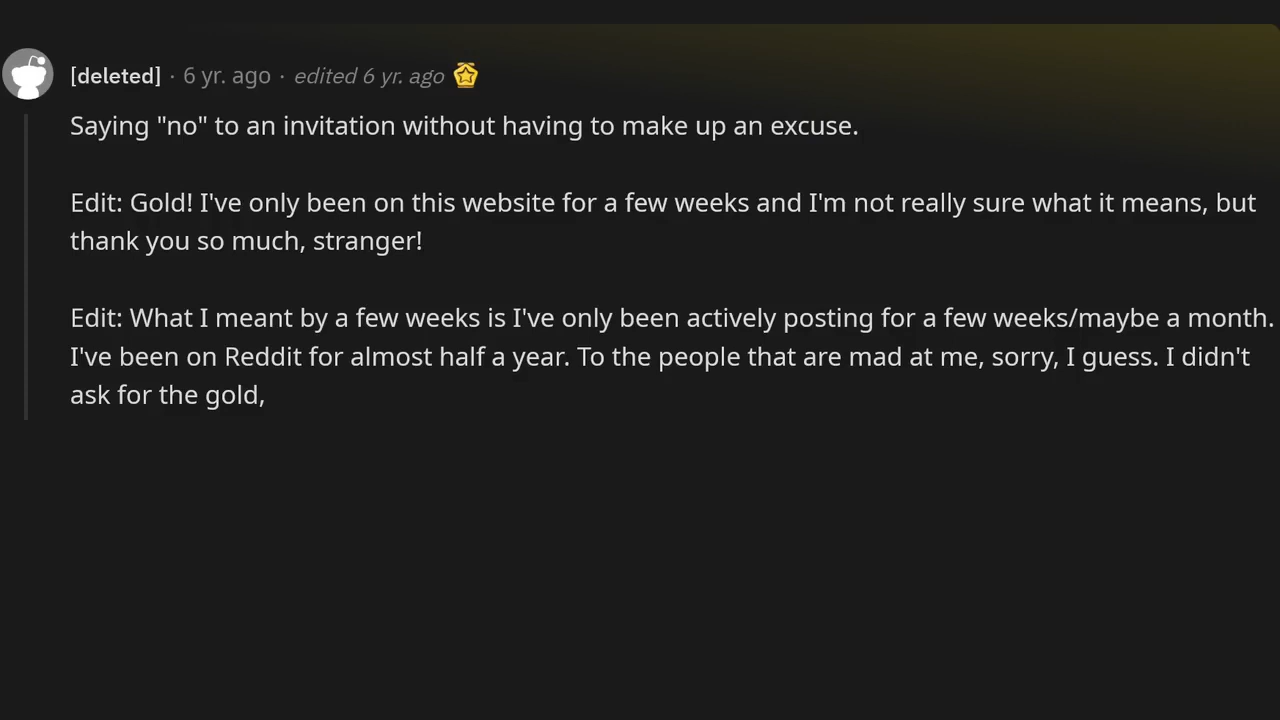 [deleted] · 6 yr. ago · edited 6 yr. ago
Saying "no" to an invitation without having to make up an excuse.
Edit: Gold! I've only been on this website for a few weeks and I'm not really sure what it means, but
thank you so much, stranger!
Edit: What I meant by a few weeks is I've only been actively posting for a few weeks/maybe a month.
I've been on Reddit for almost half a year. To the people that are mad at me, sorry, I guess. I didn't
ask for the gold,